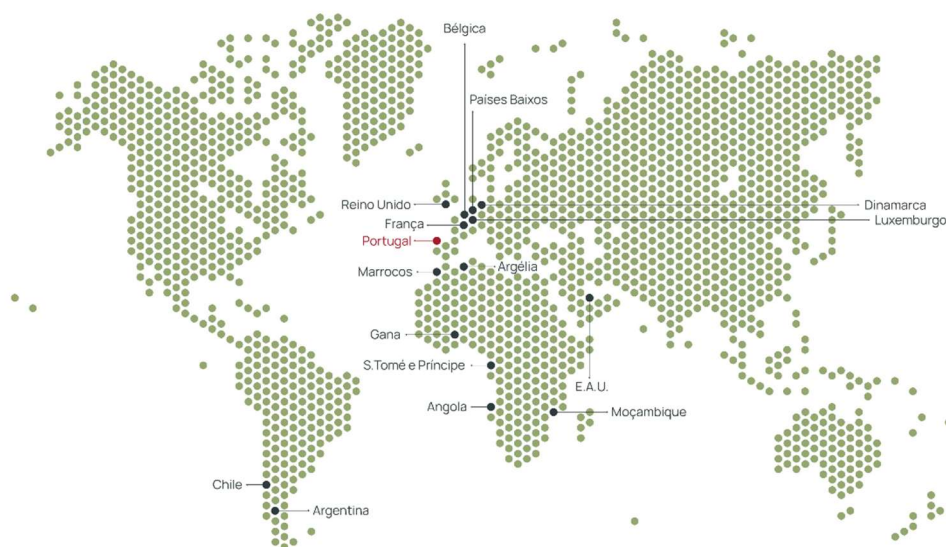 Bélgica
Países Baixos
Reino Unido
Dinamarca
França
Luxemburgo
Portugal
Marrocos
Argélia
Gana
S.Tomé e Príncipe
E.A.U.
Angola
Moçambique
Chile
Argentina